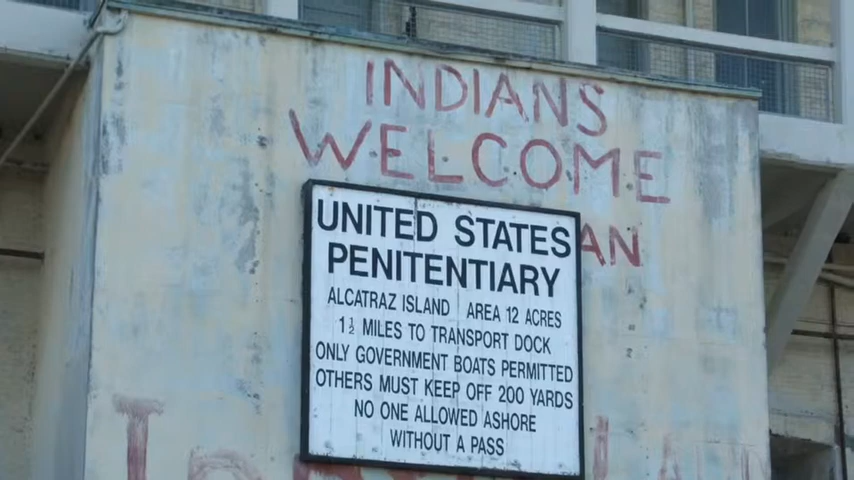 INDIANS
WELCOME
AN
UNITED STATES
PENITENTIARY
ALCATRAZ ISLAND AREA 12 ACRES
1½ MILES TO TRANSPORT DOCK
ONLY GOVERNMENT BOATS PERMITTED
OTHERS MUST KEEP OFF 200 YARDS
NO ONE ALLOWED ASHORE
WITHOUT A PASS